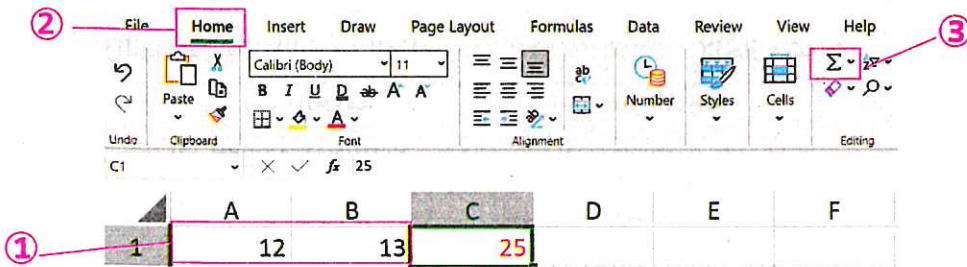 ② File Home Insert Draw Page Layout Formulas Data Review View Help ③
Calibri (Body) 11 ab Σ
Paste B I U D ab A A Number Styles Cells
A
Undo Clipboard Font Alignment Editing
C1 fx 25
A B C D E F
① 1 12 13 25